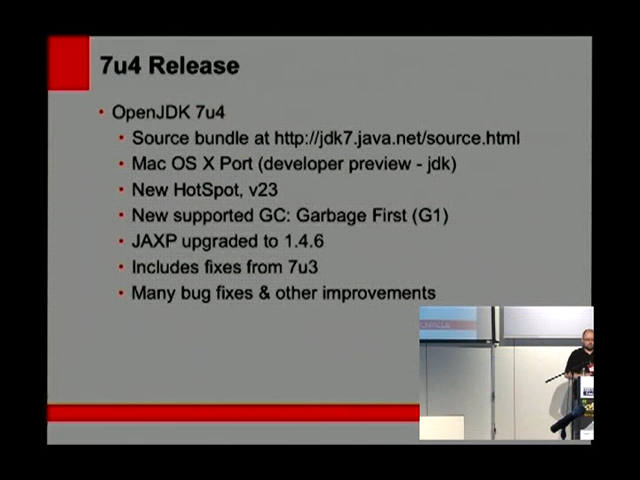 7u4 Release
• OpenJDK 7u4
• Source bundle at http://jdk7.java.net/source.html
• Mac OS X Port (developer preview - jdk)
• New HotSpot, v23
• New supported GC: Garbage First (G1)
• JAXP upgraded to 1.4.6
• Includes fixes from 7u3
• Many bug fixes & other improvements